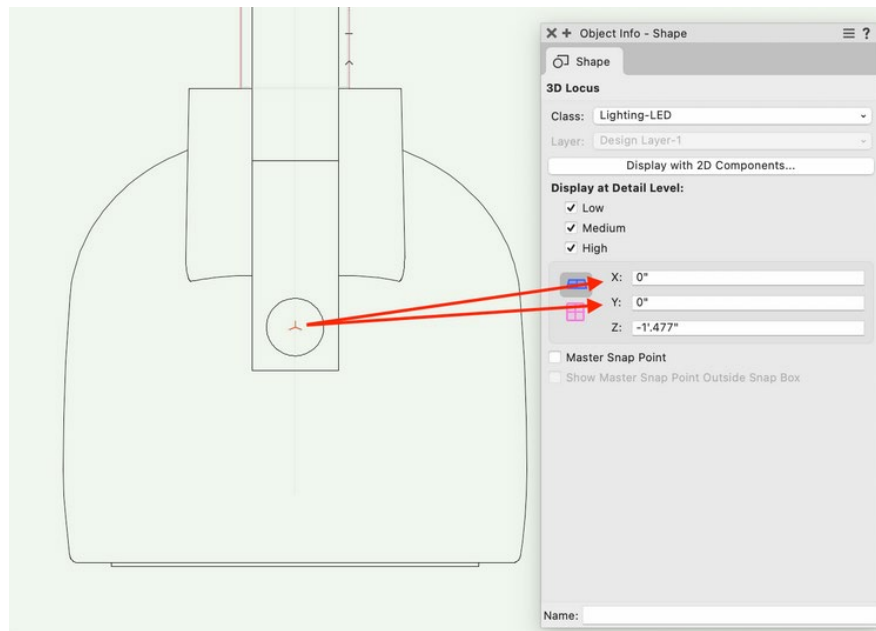 Object Info - Shape
?
Shape
3D Locus
Class: Lighting-LED
Layer: Design Layer-1
Display with 2D Components...
Display at Detail Level:
Low
Medium
High
X: 0"
Y: 0"
Z: -1'.477"
Master Snap Point
Show Master Snap Point Outside Snap Box
Name: